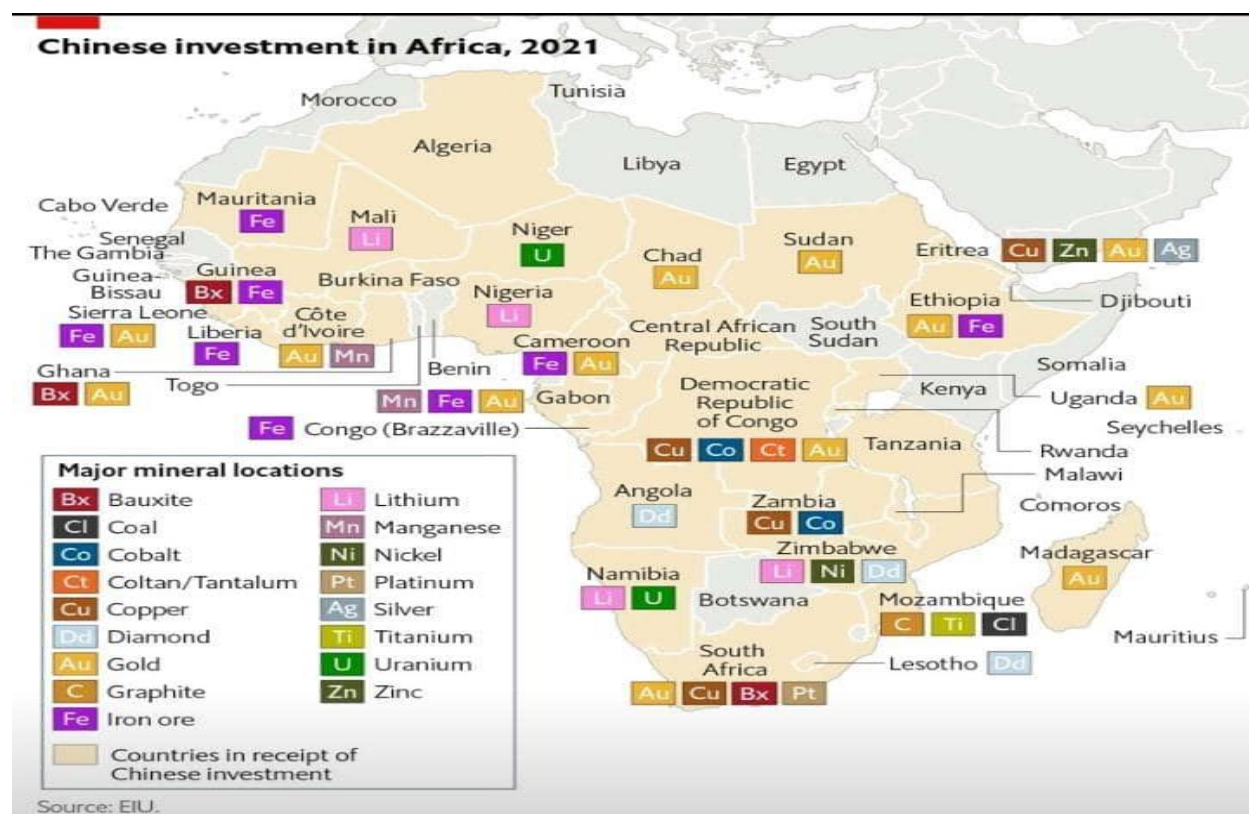 Chinese investment in Africa, 2021
Tunisia
Morocco
Algeria
Libya
Egypt
Mauritania
Fe
Cabo Verde
Mali
Li
Niger
U
Chad
Au
Sudan
Au
Eritrea Cu Zn Au Ag
Senegal
The Gambia
Guinea-
Bissau
Guinea
Bx Fe
Burkina Faso
Nigeria
Li
Ethiopia
Au Fe
Djibouti
Sierra Leone
Fe Au
Liberia
Fe
Côte
d'Ivoire
Au Mn
Central African
Republic
South
Sudan
Cameroon
Fe Au
Somalia
Ghana
Bx Au
Togo
Benin
Mn Fe Au Gabon
Democratic
Republic
of Congo
Cu Co Ct Au
Kenya
Uganda Au
Seychelles
Fe Congo (Brazzaville)
Tanzania
Rwanda
Malawi
Angola
Dd
Zambia
Cu Co
Comoros
Zimbabwe
Li Ni Dd
Madagascar
Au
Namibia
Li U
Botswana
Mozambique
C Ti Cl
Mauritius
South
Africa
Au Cu Bx Pt
Lesotho Dd
Major mineral locations
Bx Bauxite
Cl Coal
Co Cobalt
Ct Coltan/Tantalum
Cu Copper
Dd Diamond
Au Gold
C Graphite
Fe Iron ore
Li Lithium
Mn Manganese
Ni Nickel
Pt Platinum
Ag Silver
Ti Titanium
U Uranium
Zn Zinc
Countries in receipt of
Chinese investment
Source: EIU.